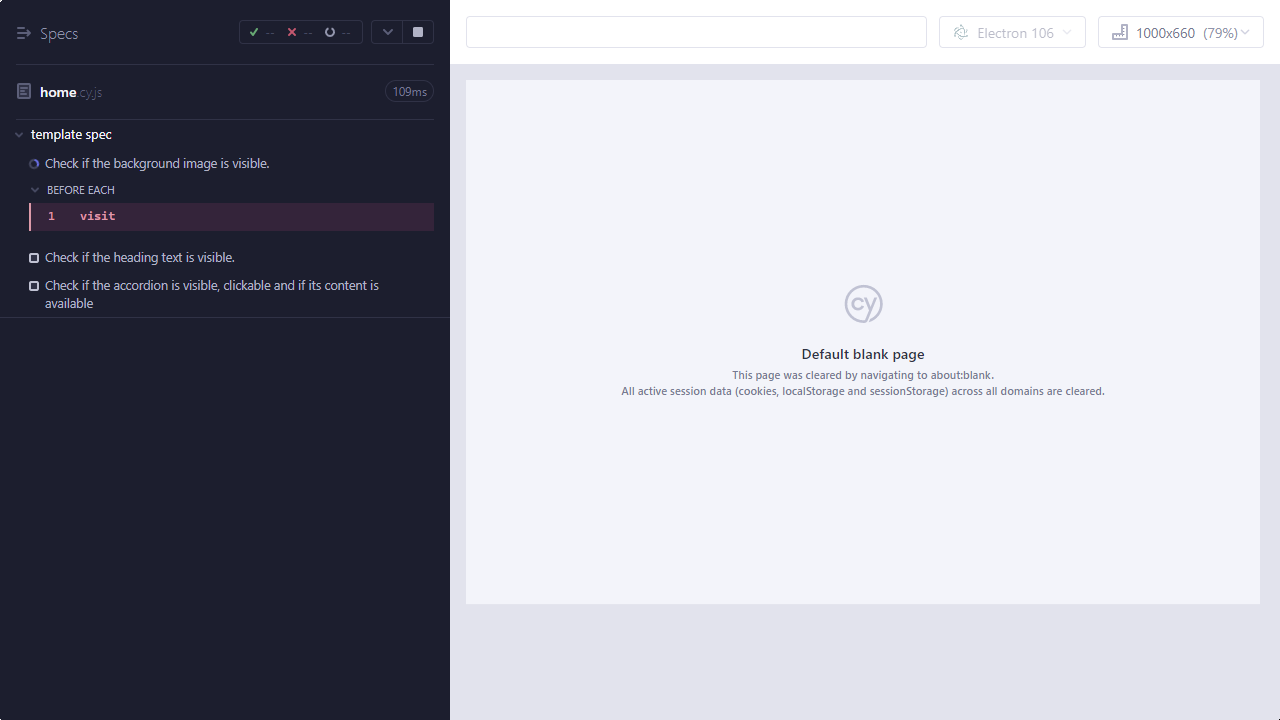 Specs
-- -- --
home.cy.js
109ms
template spec
Check if the background image is visible.
BEFORE EACH
1 visit
Check if the heading text is visible.
Check if the accordion is visible, clickable and if its content is
available
Electron 106
1000x660 (79%)
cy
Default blank page
This page was cleared by navigating to about:blank.
All active session data (cookies, localStorage and sessionStorage) across all domains are cleared.